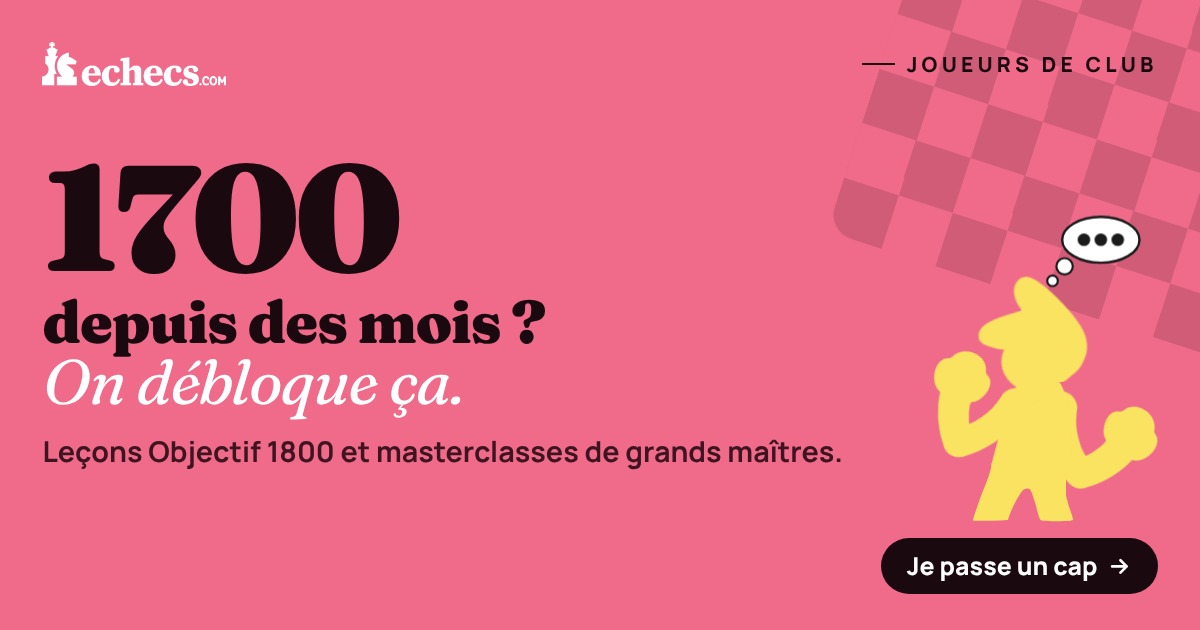 echecs.COM
JOUEURS DE CLUB
1700
depuis des mois ?
On débloque ça.
Leçons Objectif 1800 et masterclasses de grands maîtres.
Je passe un cap →